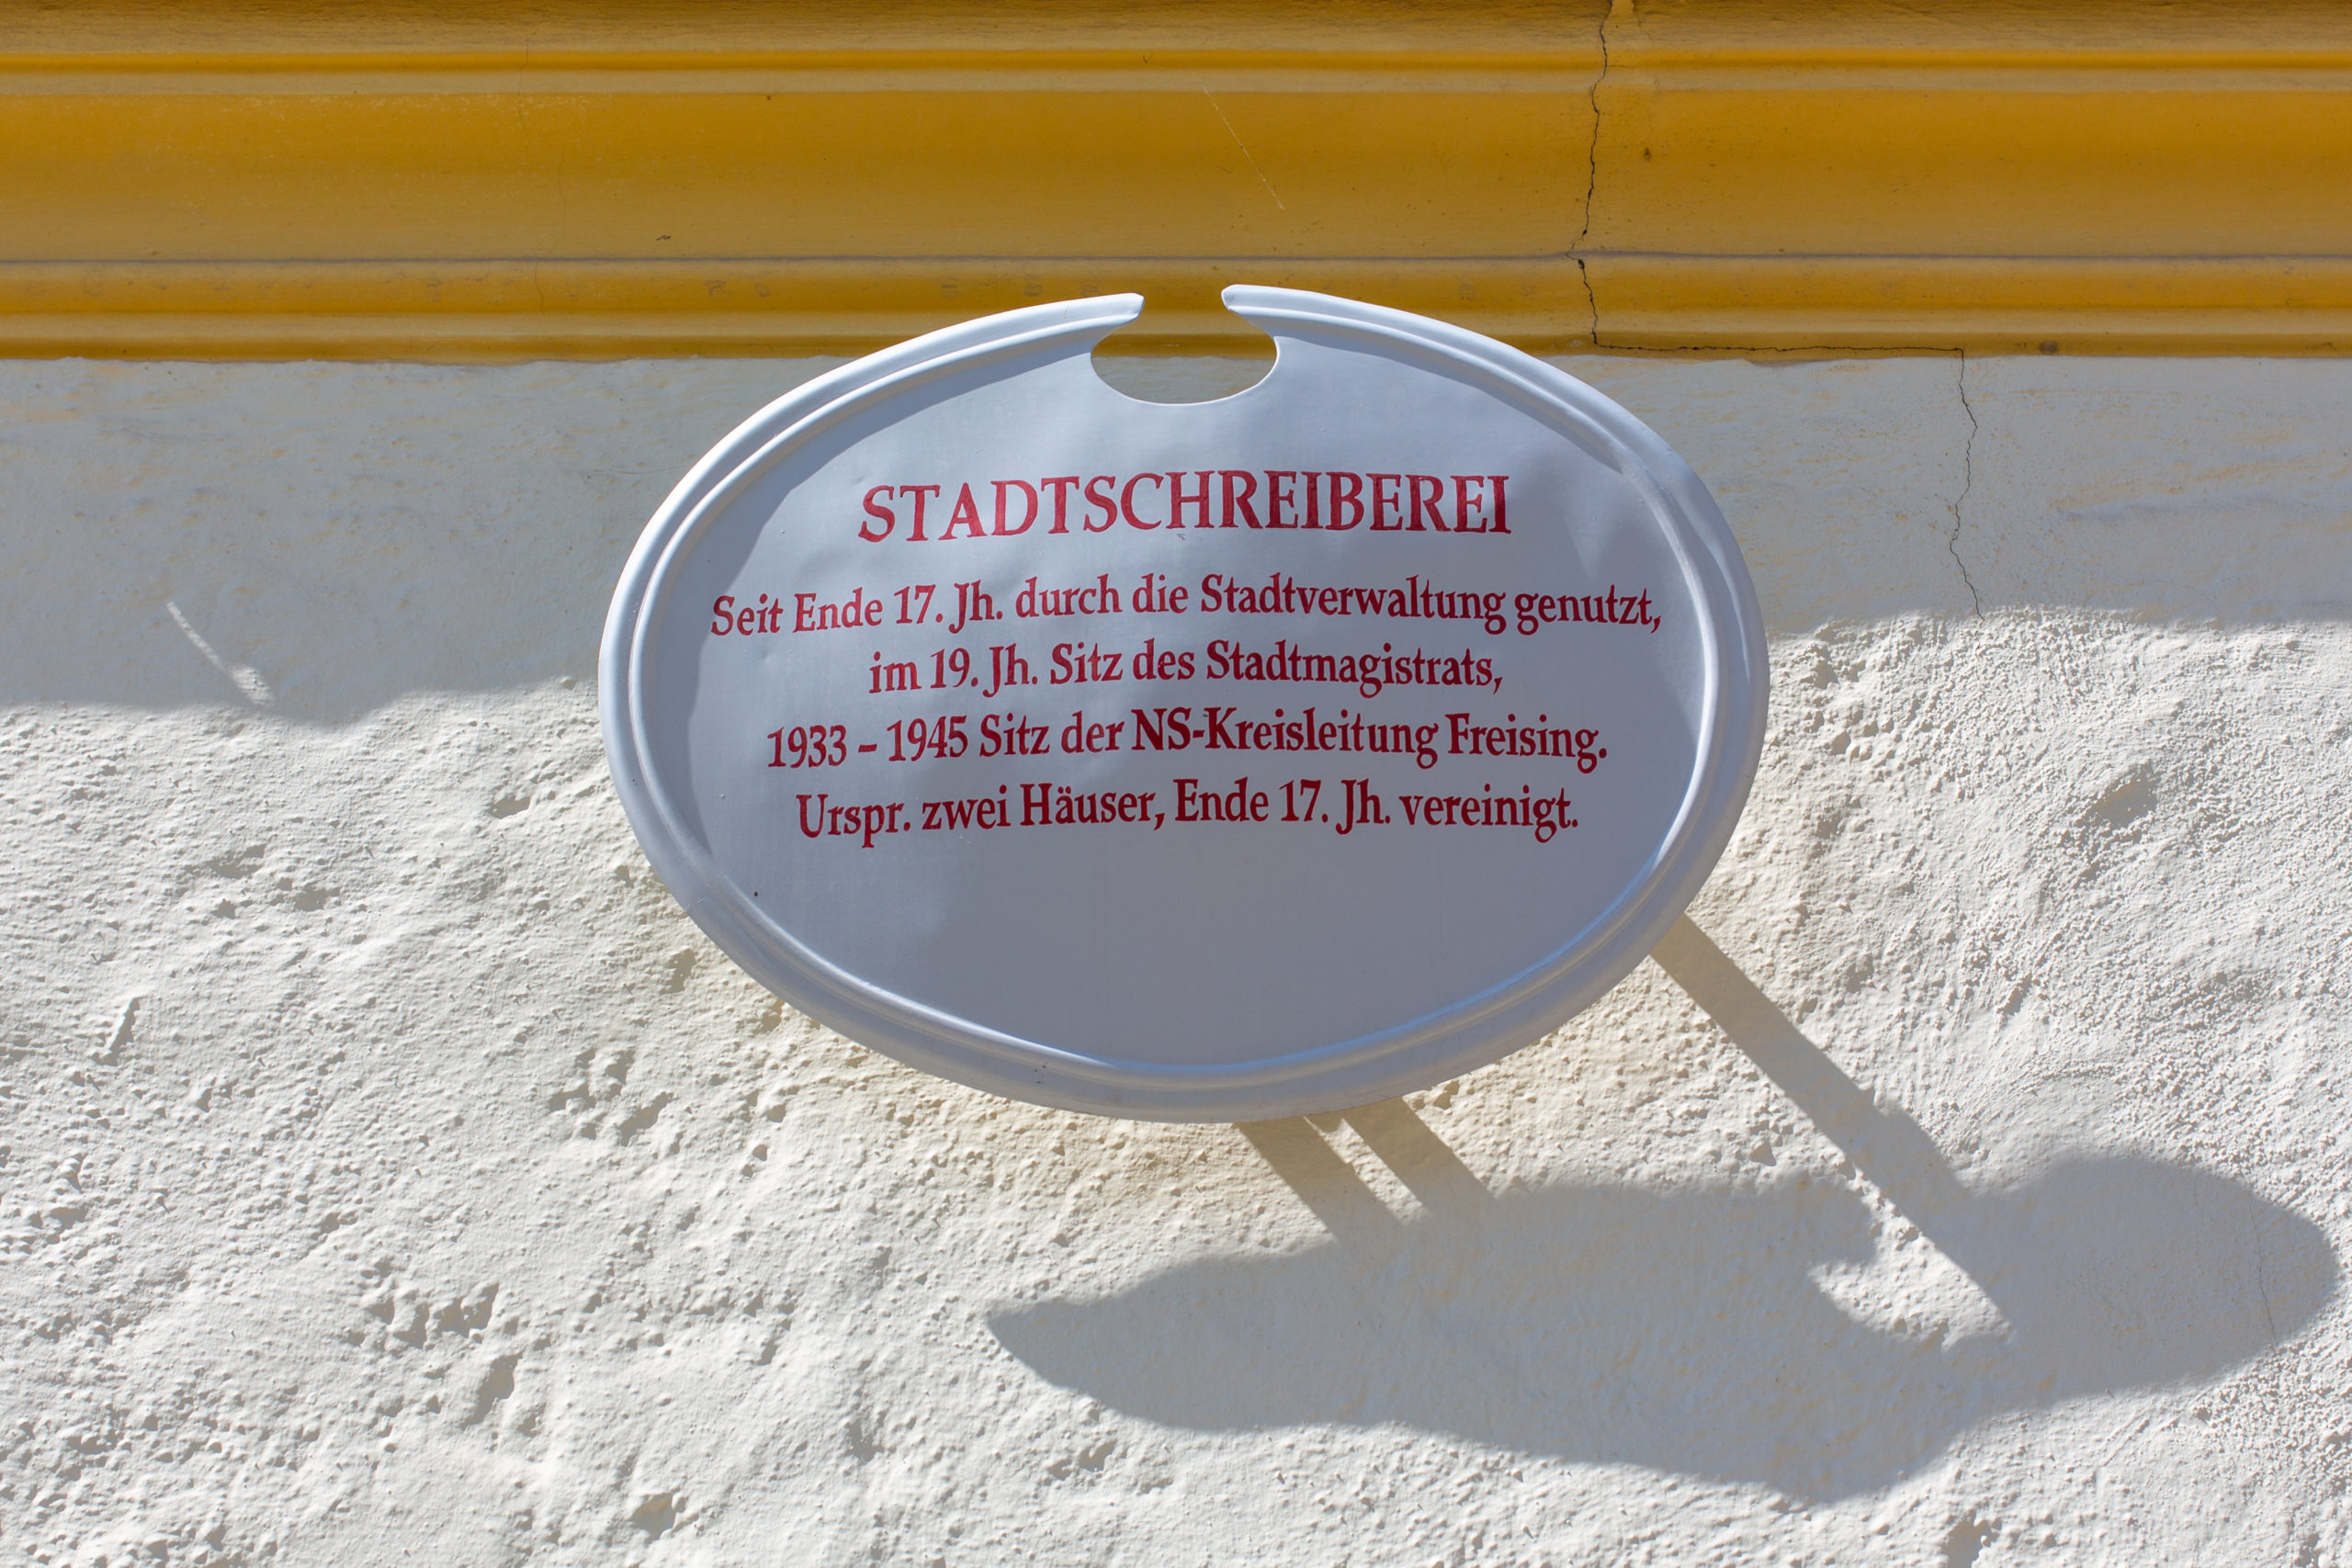 STADTSCHREIBEREI
Seit Ende 17. Jh. durch die Stadtverwaltung genutzt,
im 19. Jh. Sitz des Stadtmagistrats,
1933 – 1945 Sitz der NS-Kreisleitung Freising.
Urspr. zwei Häuser, Ende 17. Jh. vereinigt.